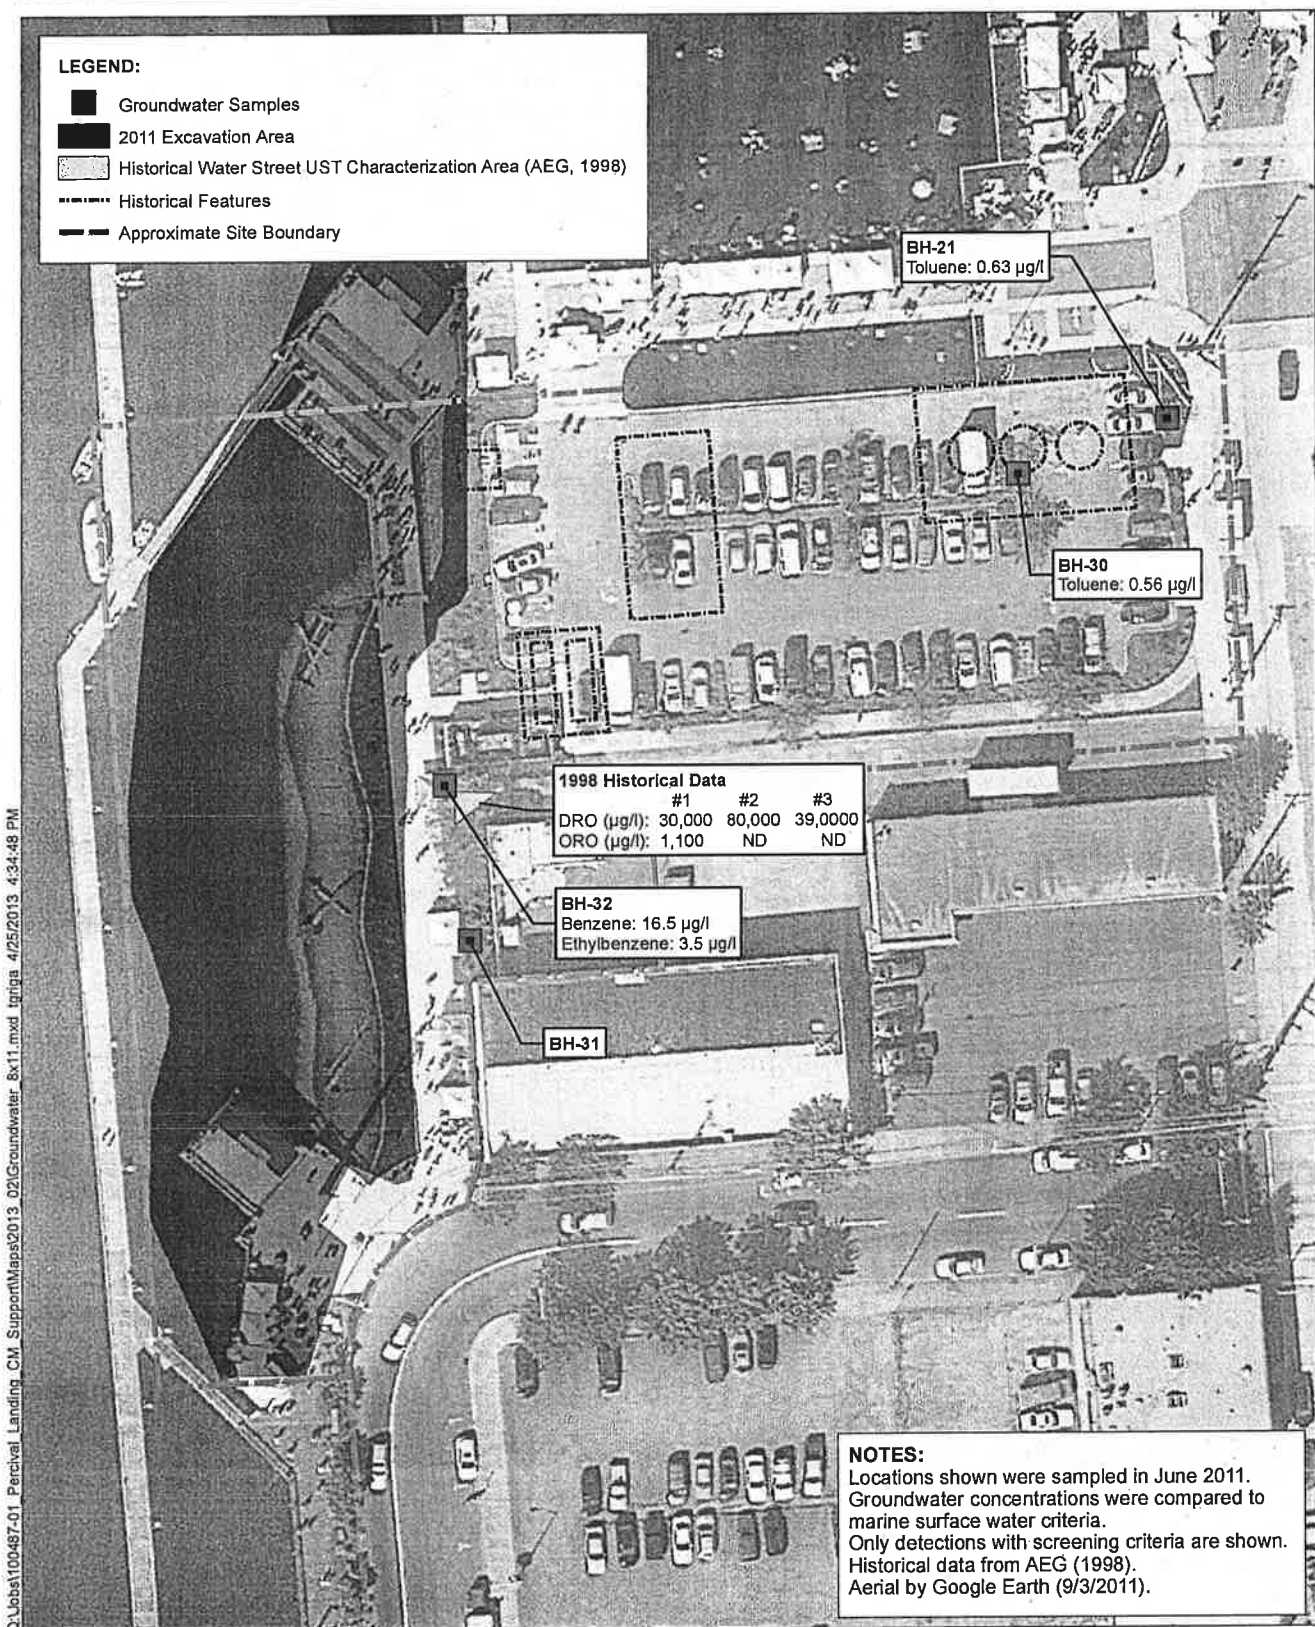 LEGEND:
Groundwater Samples
2011 Excavation Area
Historical Water Street UST Characterization Area (AEG, 1998)
Historical Features
Approximate Site Boundary
BH-21
Toluene: 0.63 µg/l
BH-30
Toluene: 0.56 µg/l
1998 Historical Data
#1 #2 #3
DRO (µg/l): 30,000 80,000 39,0000
ORO (µg/l): 1,100 ND ND
BH-32
Benzene: 16.5 µg/l
Ethylbenzene: 3.5 µg/l
BH-31
NOTES:
Locations shown were sampled in June 2011.
Groundwater concentrations were compared to
marine surface water criteria.
Only detections with screening criteria are shown.
Historical data from AEG (1998).
Aerial by Google Earth (9/3/2011).
Q:\Jobs\100487-01_Percival_Landing_CM_Support\Maps\2013_02\Groundwater_8x11.mxd tgriga 4/25/2013 4:34:48 PM